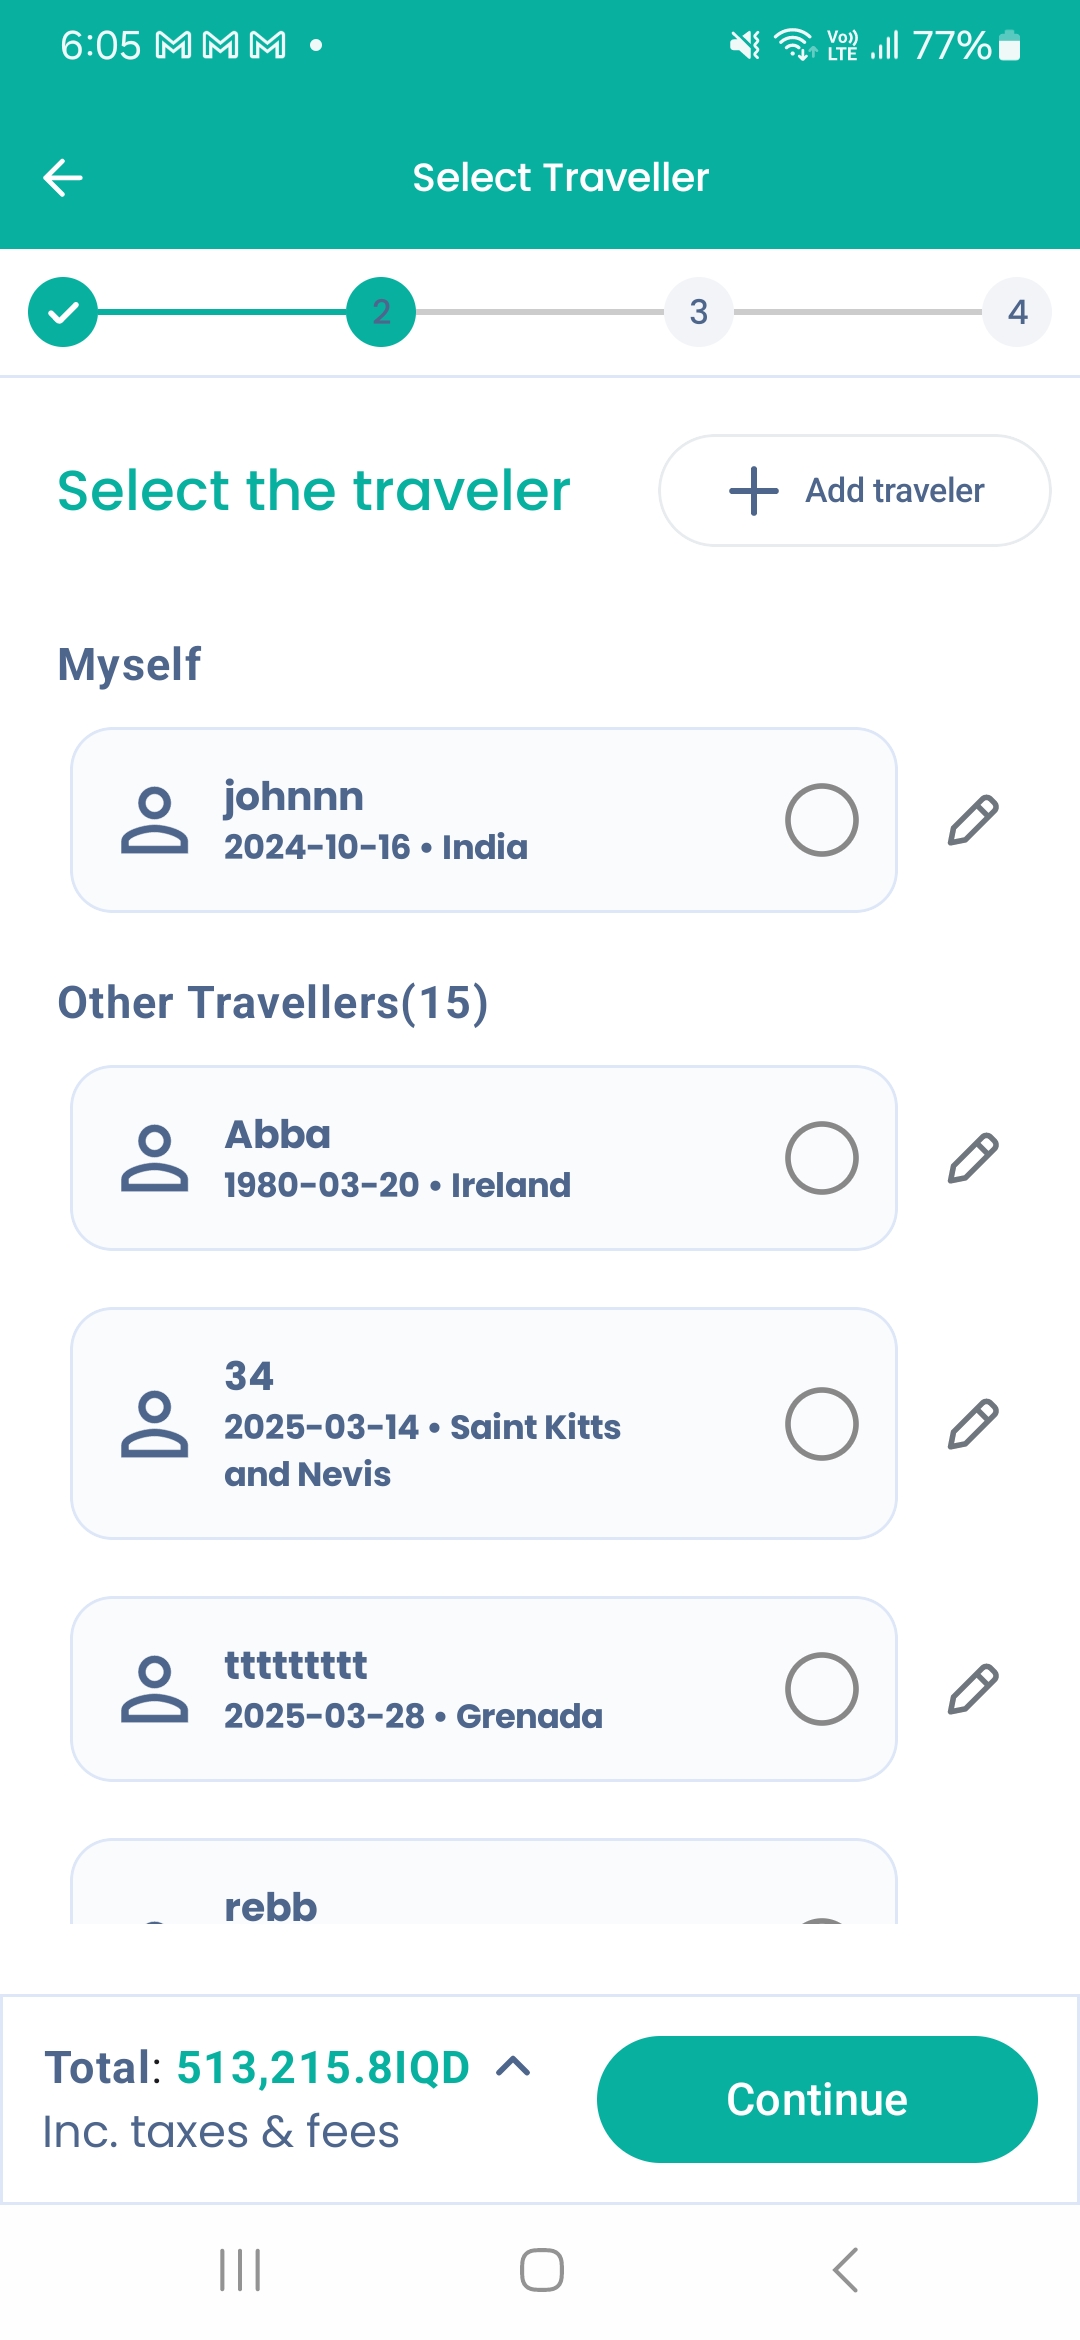 6:05
Vo))
LTE
77%
Select Traveller
2
3
4
Select the traveler
Add traveler
Myself
johnnn
2024-10-16 • India
Other Travellers(15)
Abba
1980-03-20 • Ireland
34
2025-03-14 • Saint Kitts
and Nevis
ttttttttt
2025-03-28 • Grenada
rebb
Total: 513,215.8IQD
Inc. taxes & fees
Continue